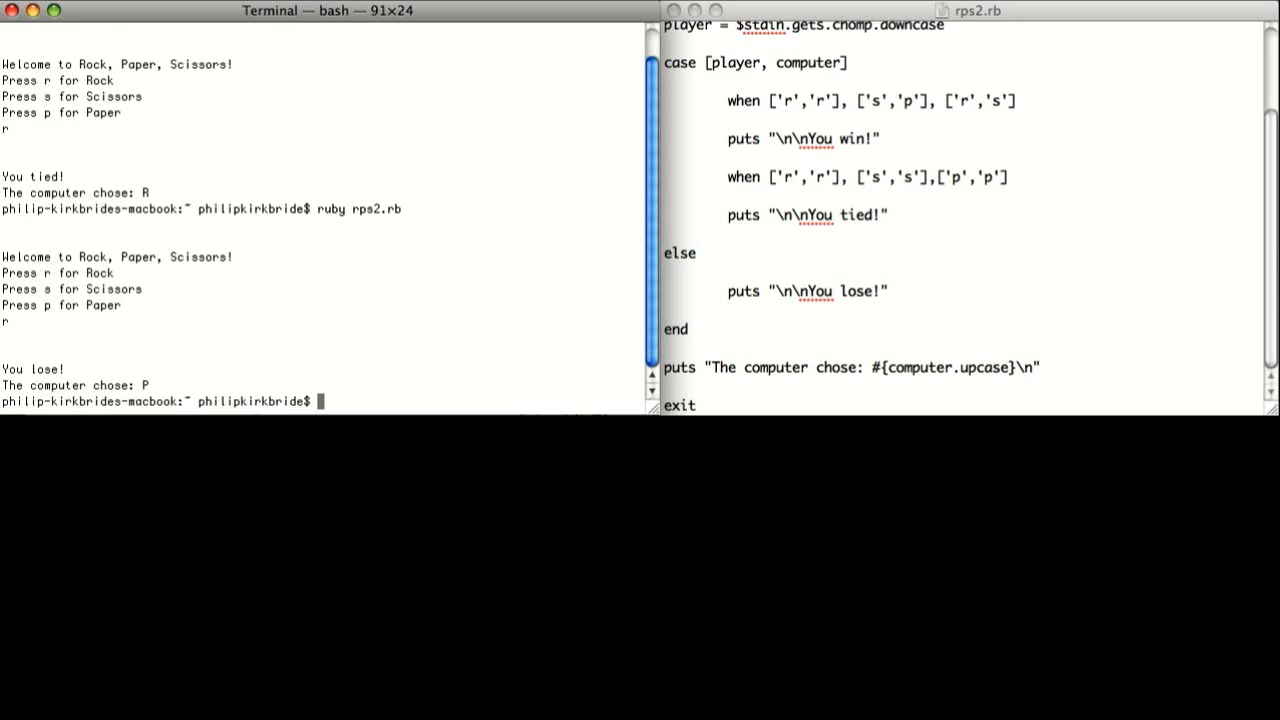 Terminal — bash — 91×24
Welcome to Rock, Paper, Scissors!
Press r for Rock
Press s for Scissors
Press p for Paper
r
You tied!
The computer chose: R
philip-kirkbrides-macbook:~ philipkirkbride$ ruby rps2.rb
Welcome to Rock, Paper, Scissors!
Press r for Rock
Press s for Scissors
Press p for Paper
r
You lose!
The computer chose: P
philip-kirkbrides-macbook:~ philipkirkbride$
rps2.rb
player = $stdin.gets.chomp.downcase
case [player, computer]
when ['r','r'], ['s','p'], ['r','s']
puts "\n\nYou win!"
when ['r','r'], ['s','s'],['p','p']
puts "\n\nYou tied!"
else
puts "\n\nYou lose!"
end
puts "The computer chose: #{computer.upcase}\n"
exit